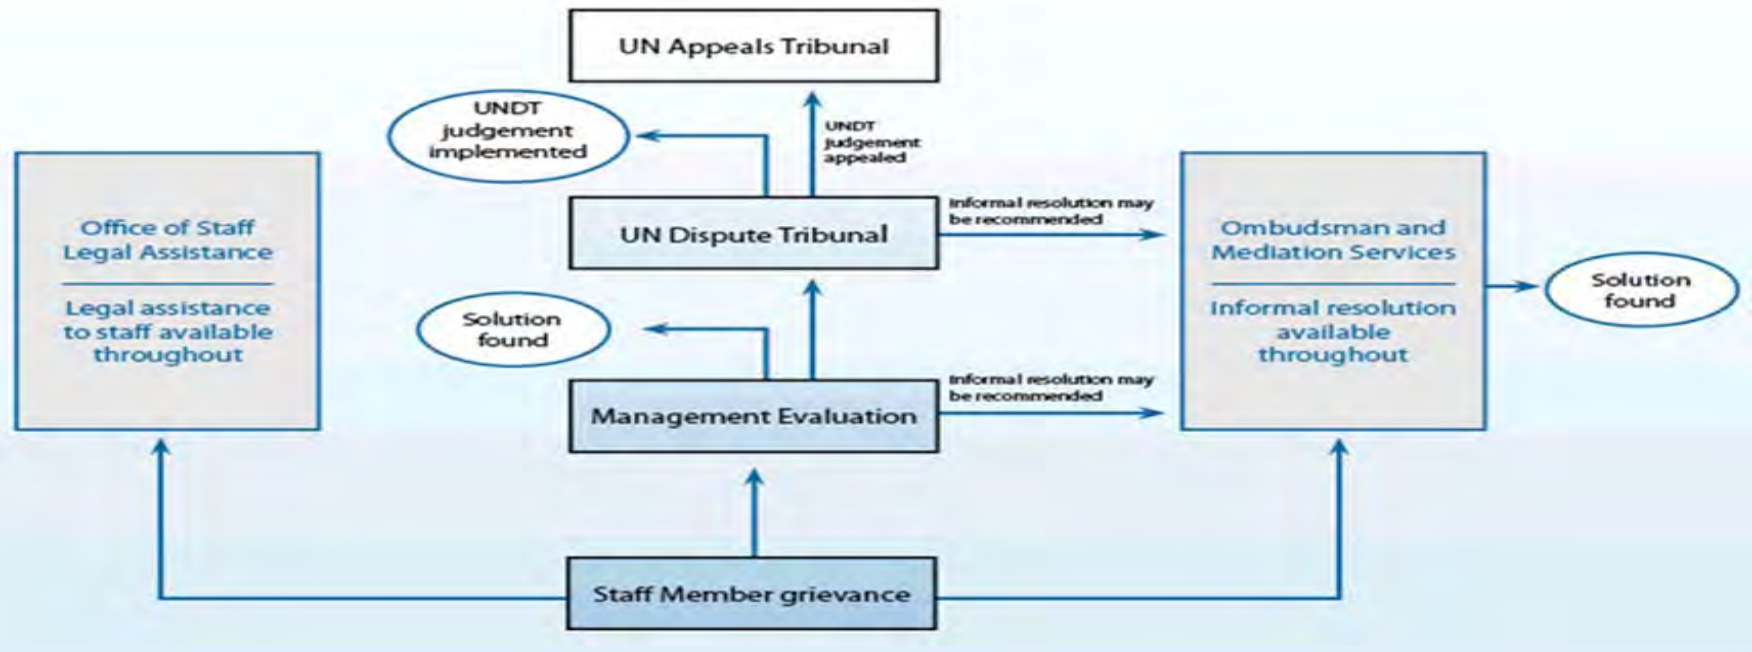 UN Appeals Tribunal
UNDT
judgement
implemented
UNDT
judgement
appealed
Office of Staff
Legal Assistance
Legal assistance
to staff available
throughout
UN Dispute Tribunal
Informal resolution may
be recommended
Ombudsman and
Mediation Services
Informal resolution
available
throughout
Solution
found
Solution
found
Management Evaluation
Informal resolution may
be recommended
Staff Member grievance